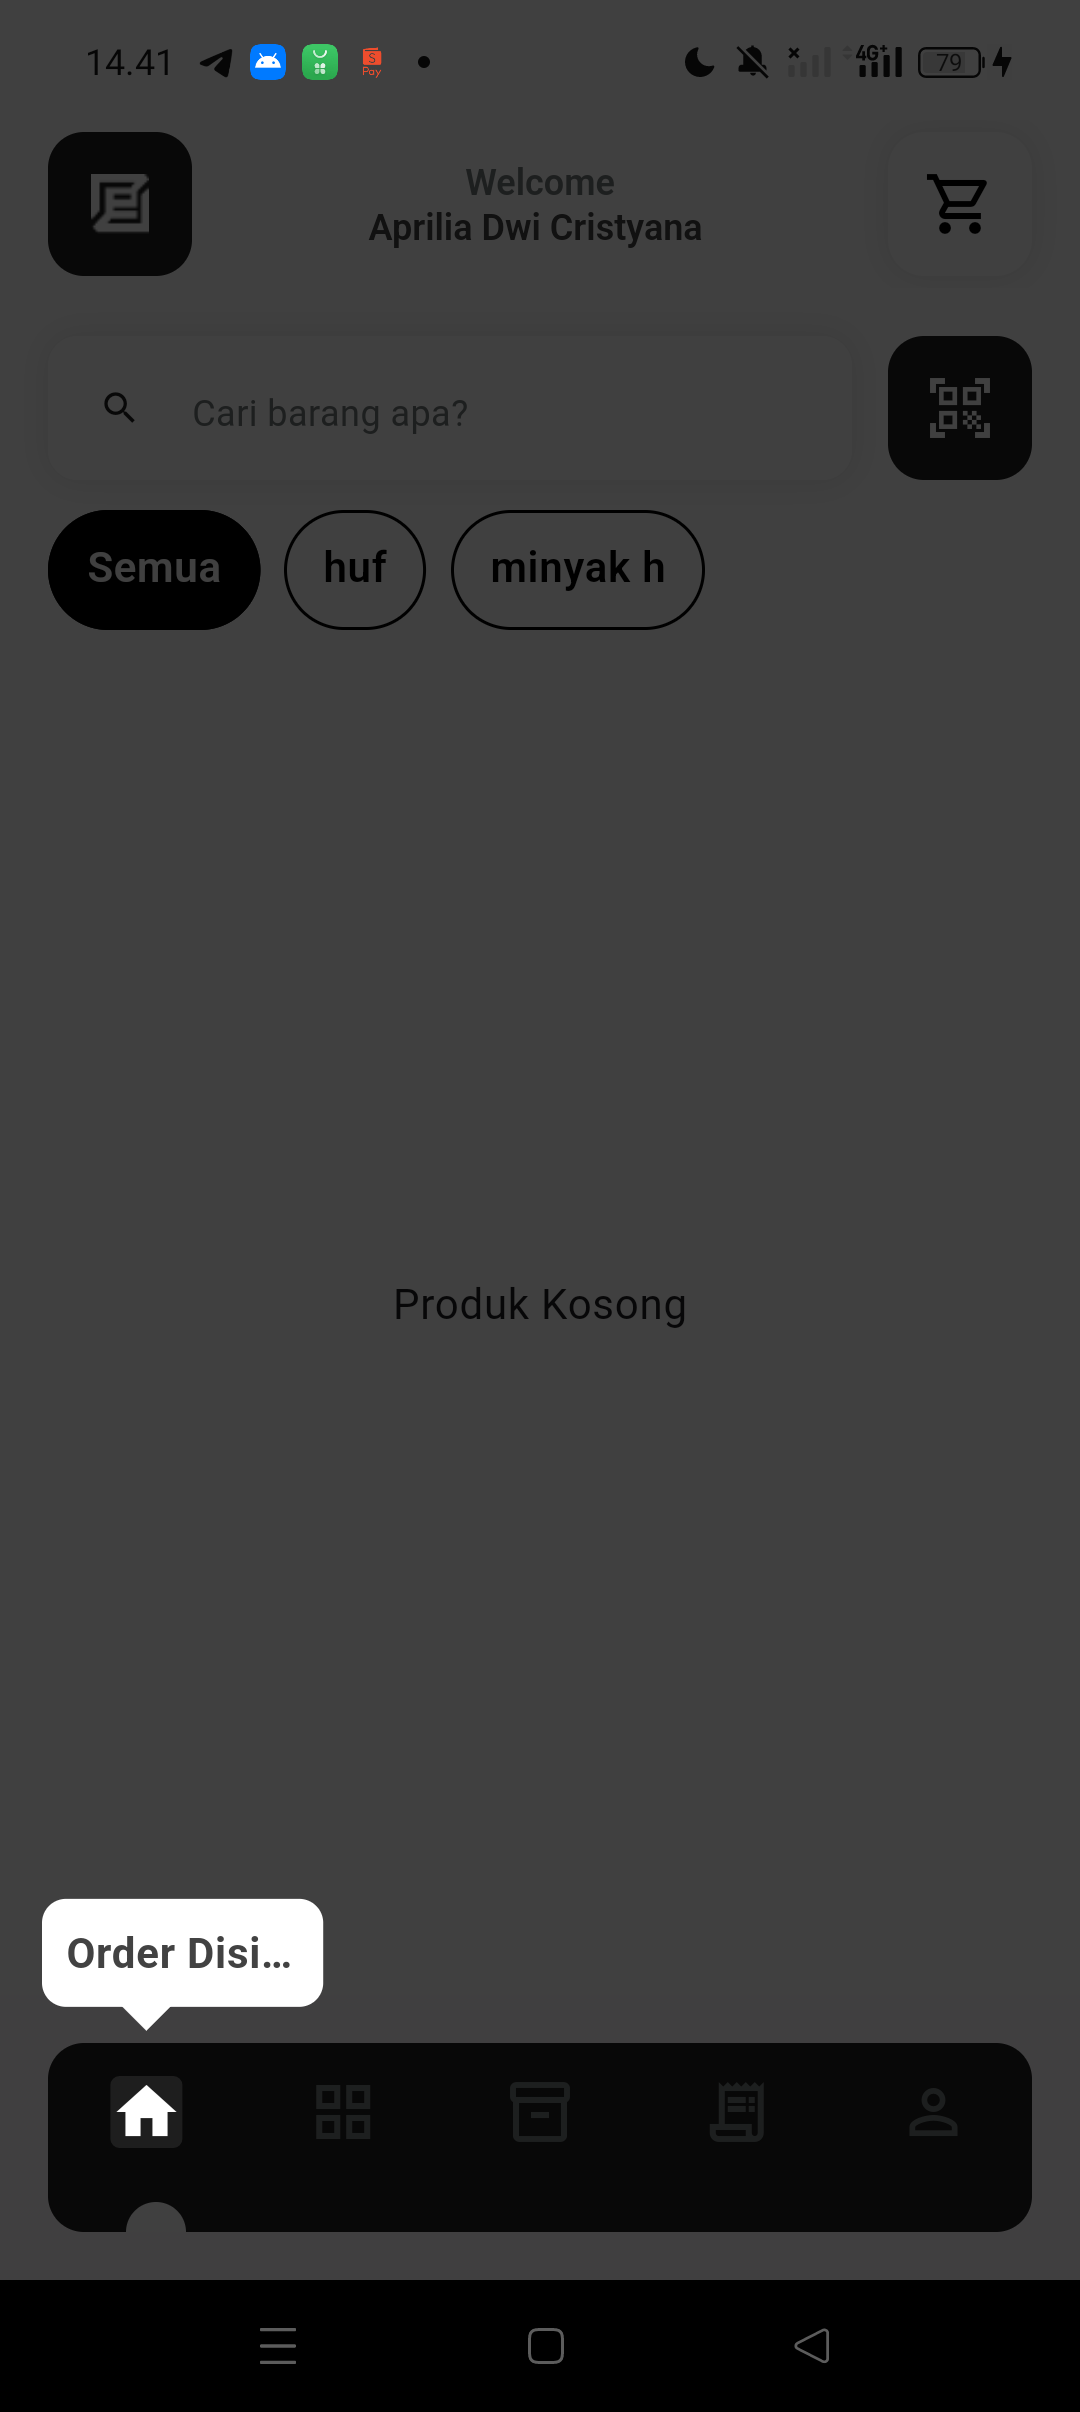 14.41
4G+
79
Welcome
Aprilia Dwi Cristyana
Cari barang apa?
Semua
huf
minyak h
Produk Kosong
Order Disi...